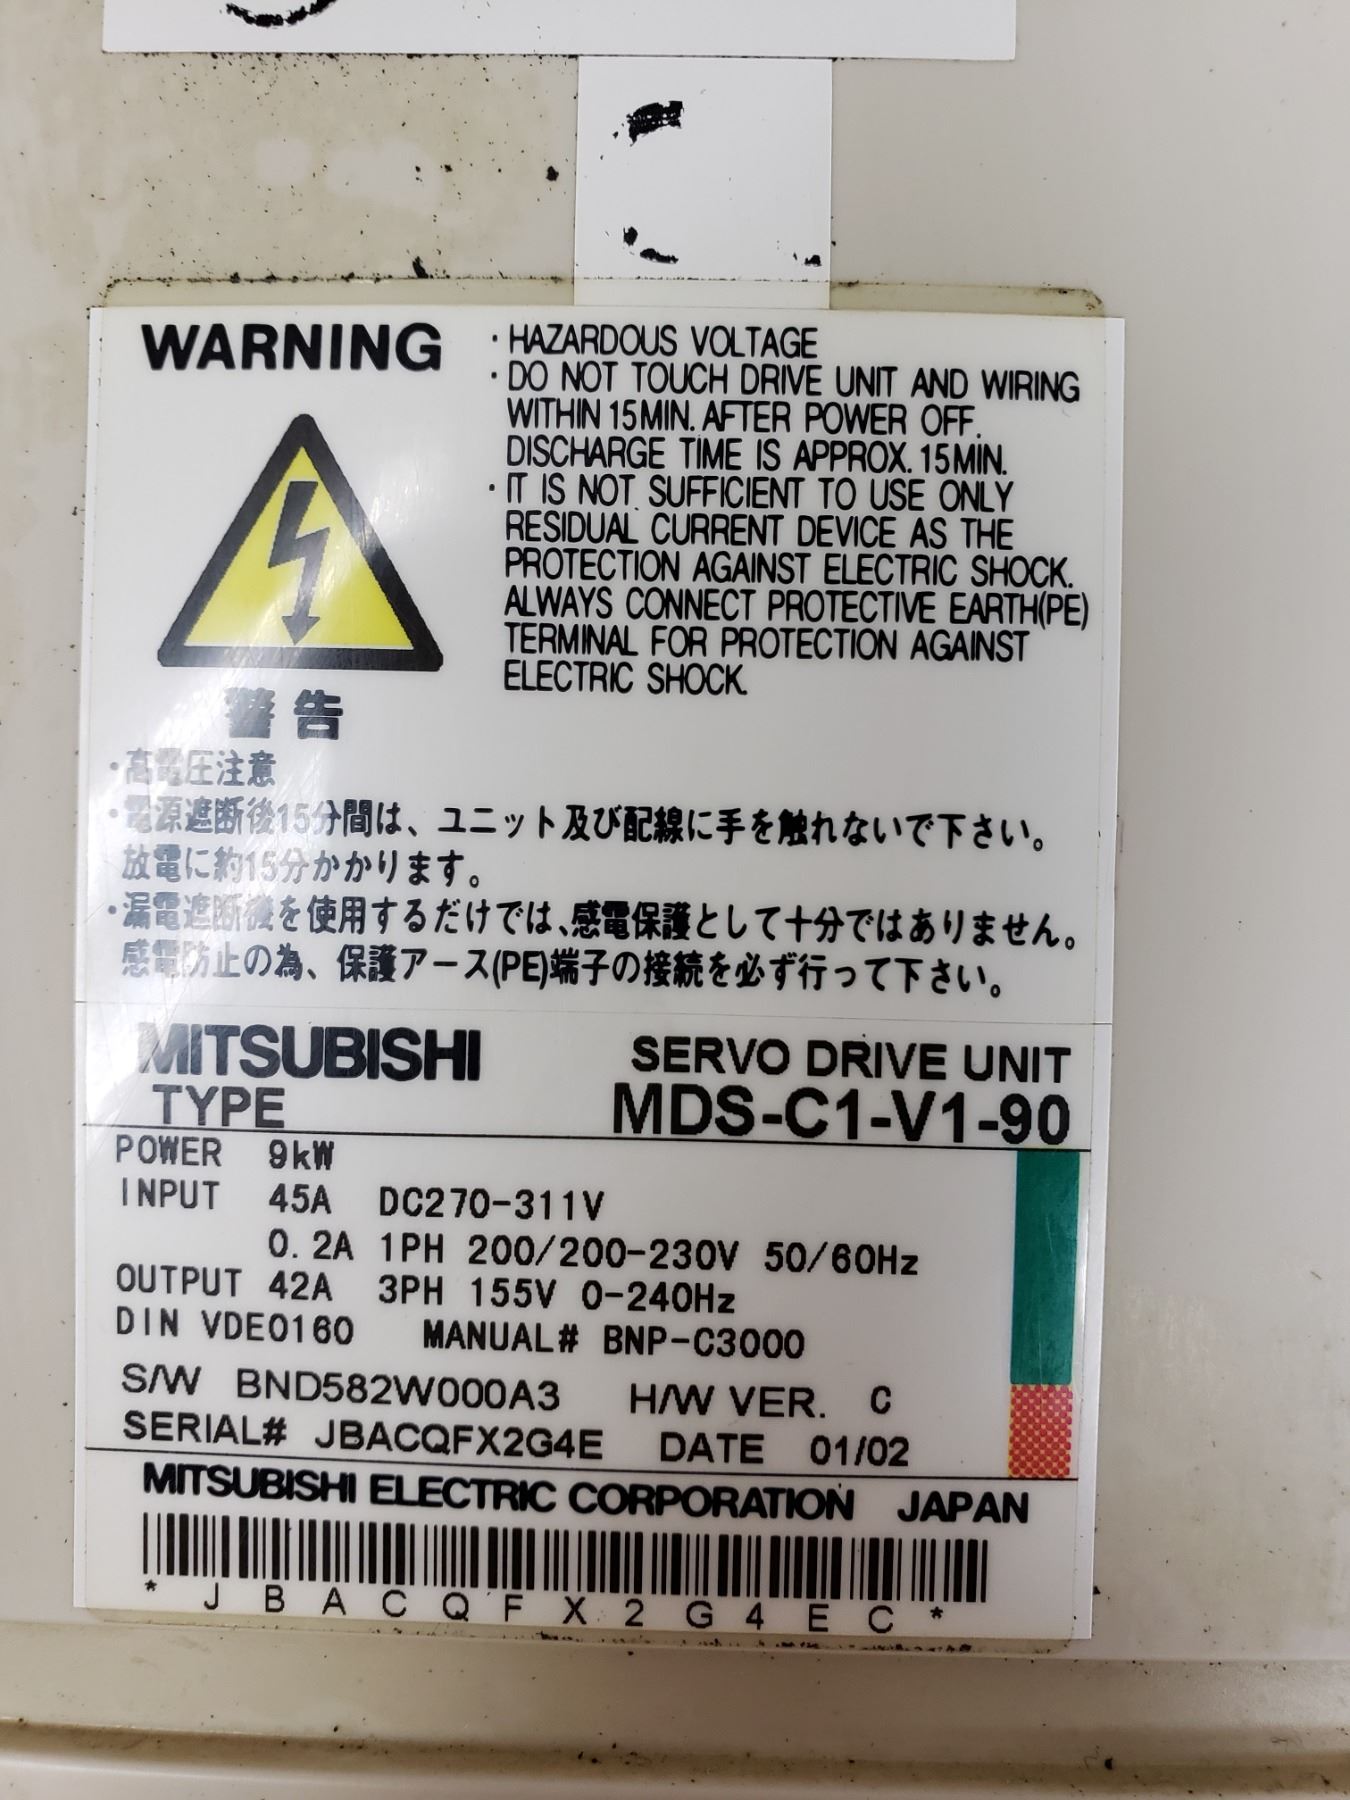 WARNING
・HAZARDOUS VOLTAGE
・DO NOT TOUCH DRIVE UNIT AND WIRING
WITHIN 15MIN. AFTER POWER OFF.
DISCHARGE TIME IS APPROX. 15MIN.
・IT IS NOT SUFFICIENT TO USE ONLY
RESIDUAL CURRENT DEVICE AS THE
PROTECTION AGAINST ELECTRIC SHOCK.
ALWAYS CONNECT PROTECTIVE EARTH(PE)
TERMINAL FOR PROTECTION AGAINST
ELECTRIC SHOCK.
警告
・高電圧注意
・電源遮断後15分間は、ユニット及び配線に手を触れないで下さい。
放電に約15分かかります。
・漏電遮断機を使用するだけでは、感電保護として十分ではありません。
感電防止の為、保護アース(PE)端子の接続を必ず行って下さい。
MITSUBISHI SERVO DRIVE UNIT
TYPE MDS-C1-V1-90
POWER 9kW
INPUT 45A DC270-311V
0.2A 1PH 200/200-230V 50/60Hz
OUTPUT 42A 3PH 155V 0-240Hz
DIN VDE0160 MANUAL# BNP-C3000
S/W BND582W000A3 H/W VER. C
SERIAL# JBACQFX2G4E DATE 01/02
MITSUBISHI ELECTRIC CORPORATION JAPAN
* J B A C Q F X 2 G 4 E C *